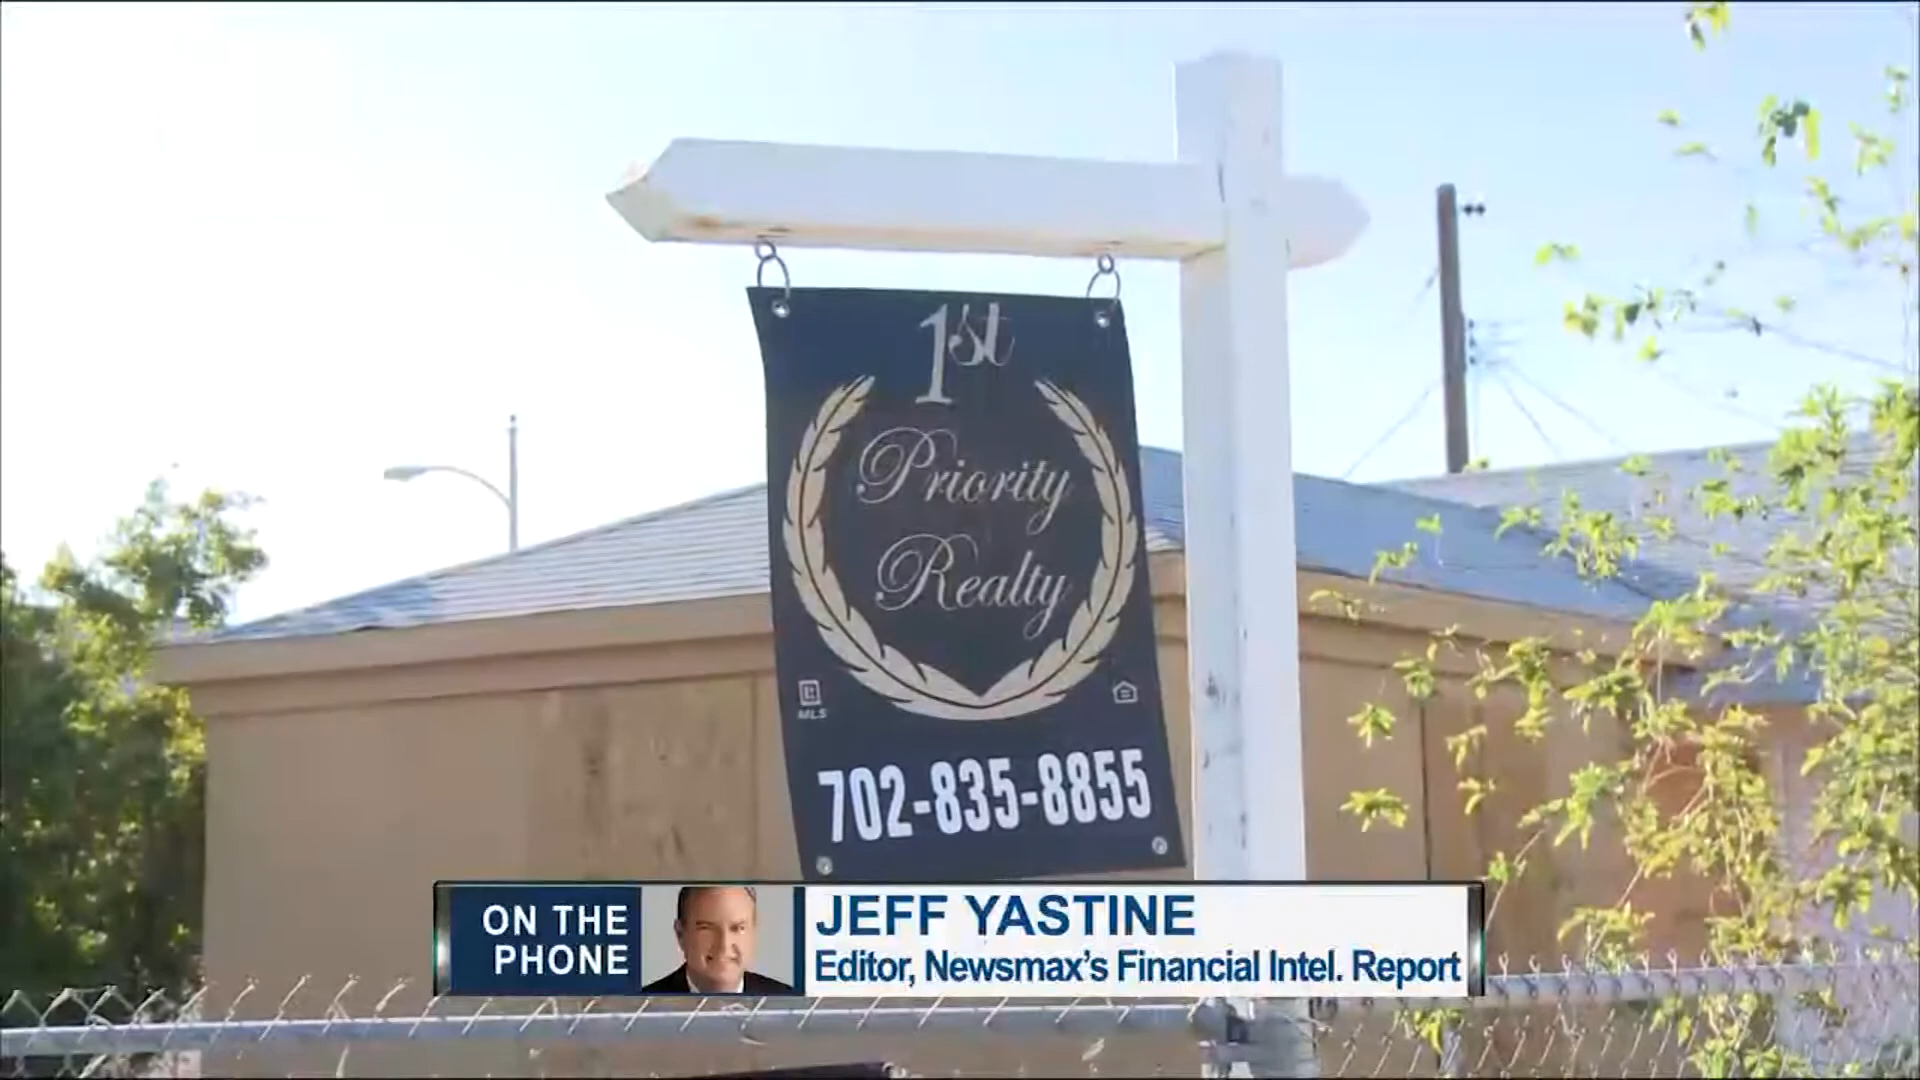 1st
Priority
Realty
MLS
702-835-8855
ON THE
PHONE
JEFF YASTINE
Editor, Newsmax's Financial Intel. Report